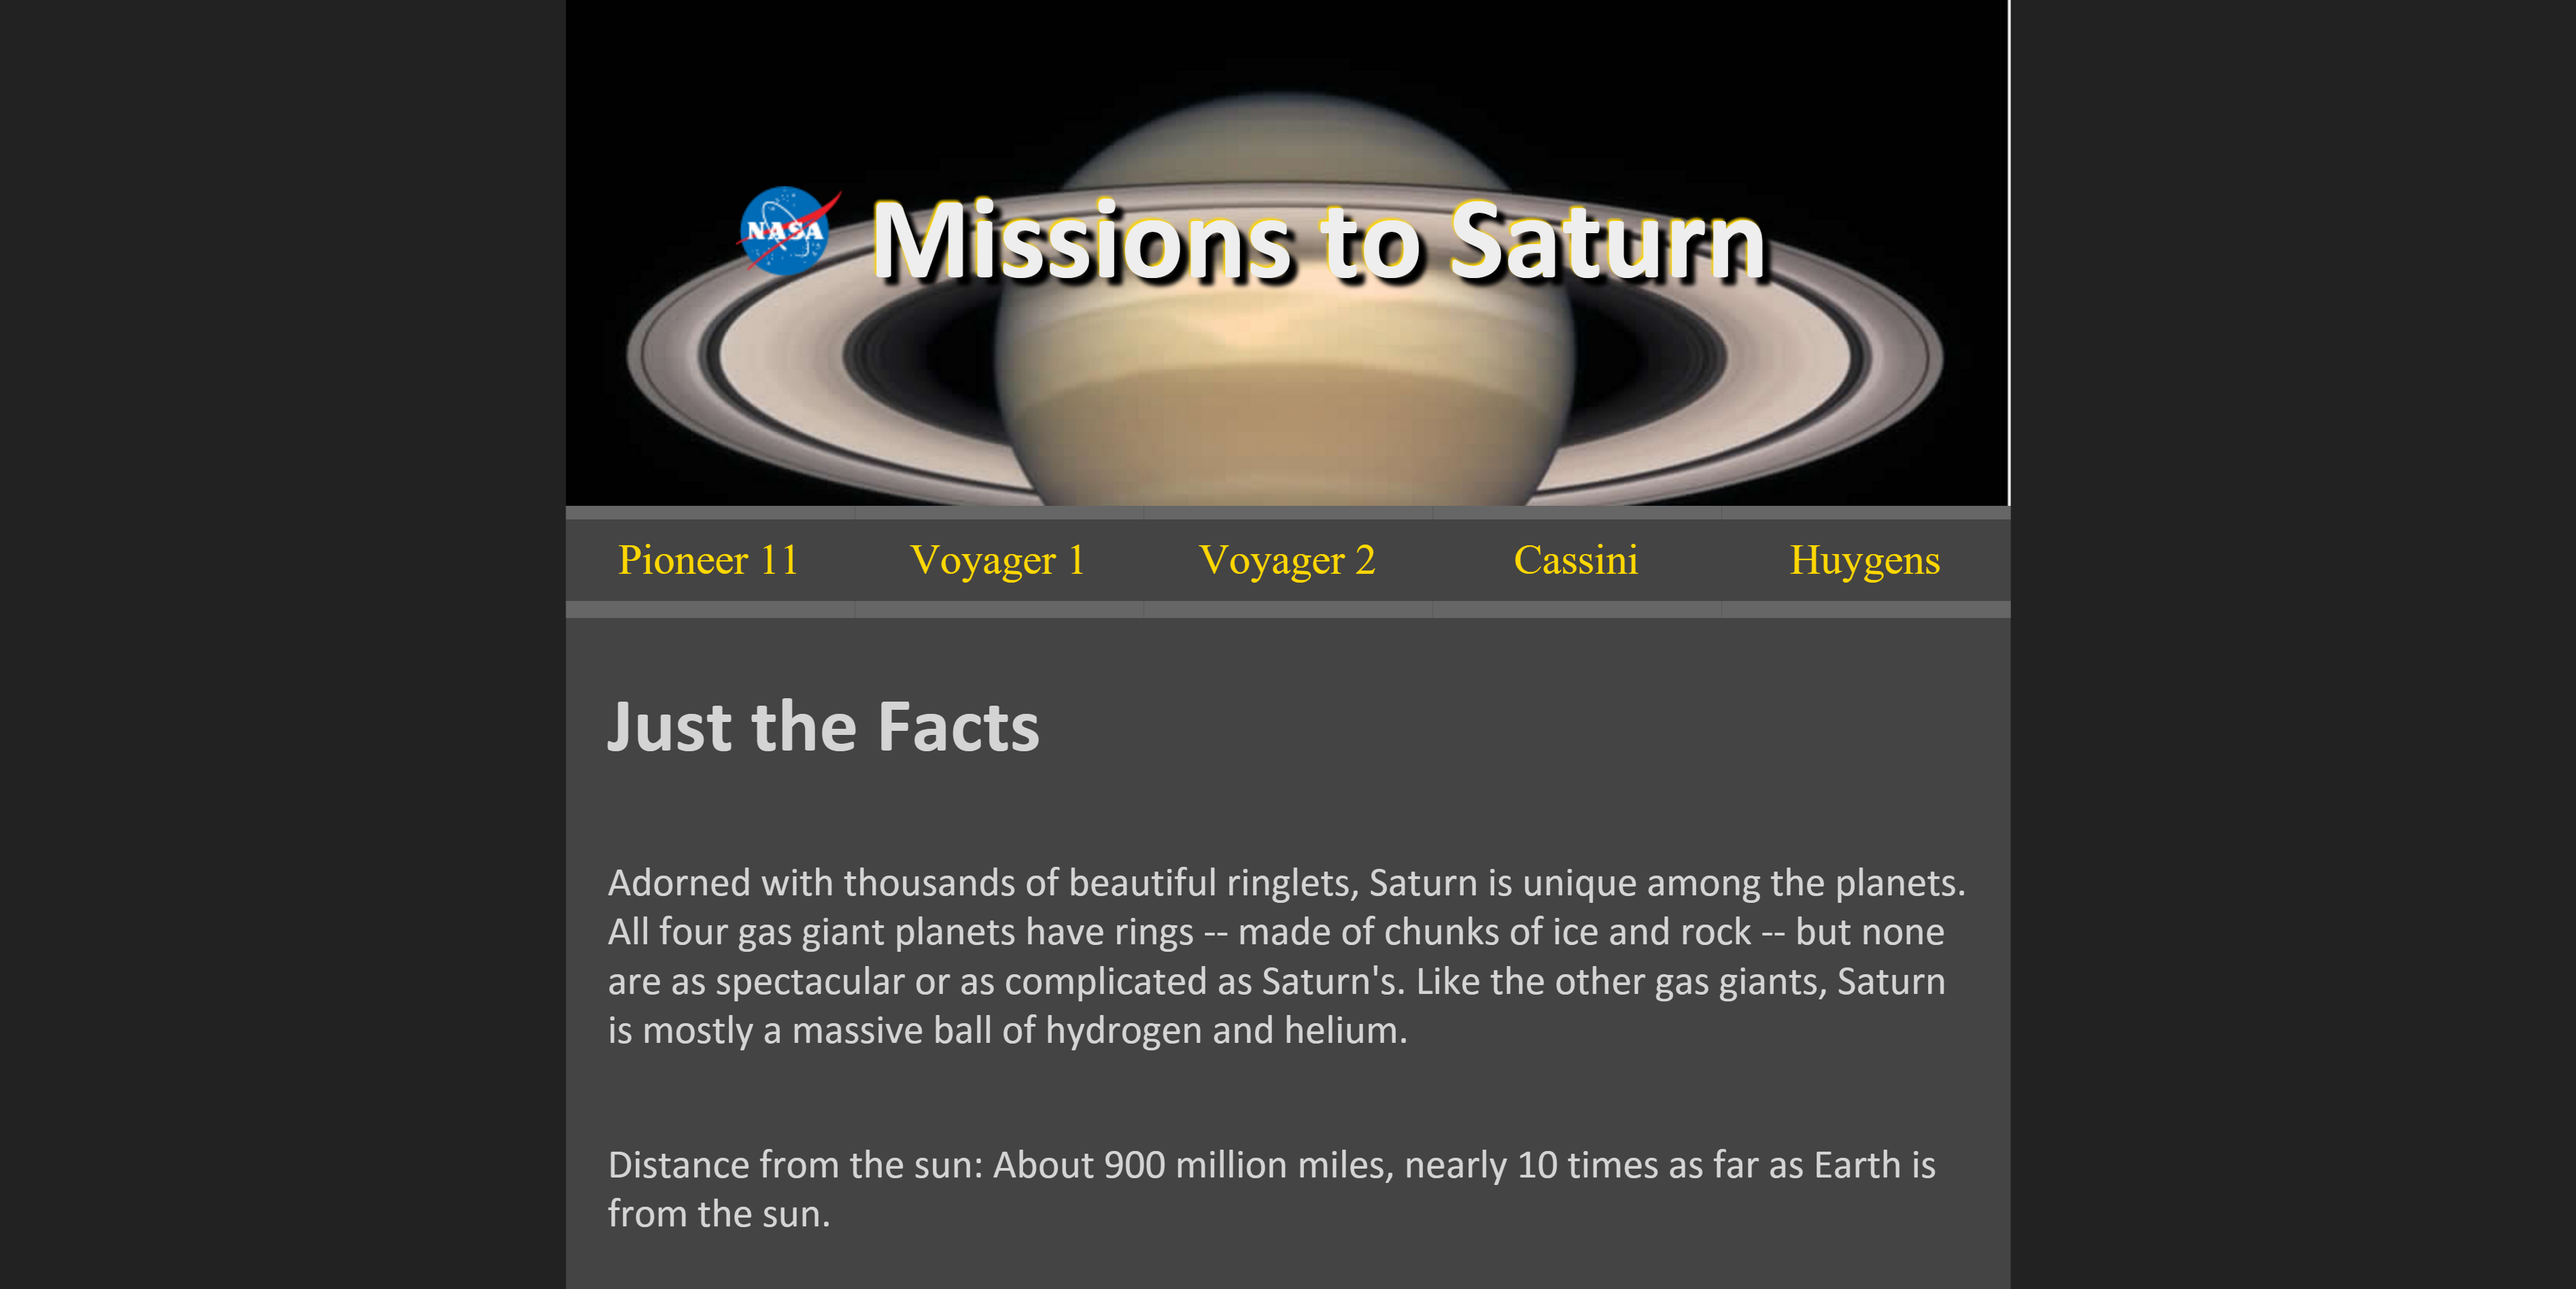 NASA
Missions to Saturn
Pioneer 11
Voyager 1
Voyager 2
Cassini
Huygens
Just the Facts
Adorned with thousands of beautiful ringlets, Saturn is unique among the planets.
All four gas giant planets have rings -- made of chunks of ice and rock -- but none
are as spectacular or as complicated as Saturn's. Like the other gas giants, Saturn
is mostly a massive ball of hydrogen and helium.
Distance from the sun: About 900 million miles, nearly 10 times as far as Earth is
from the sun.